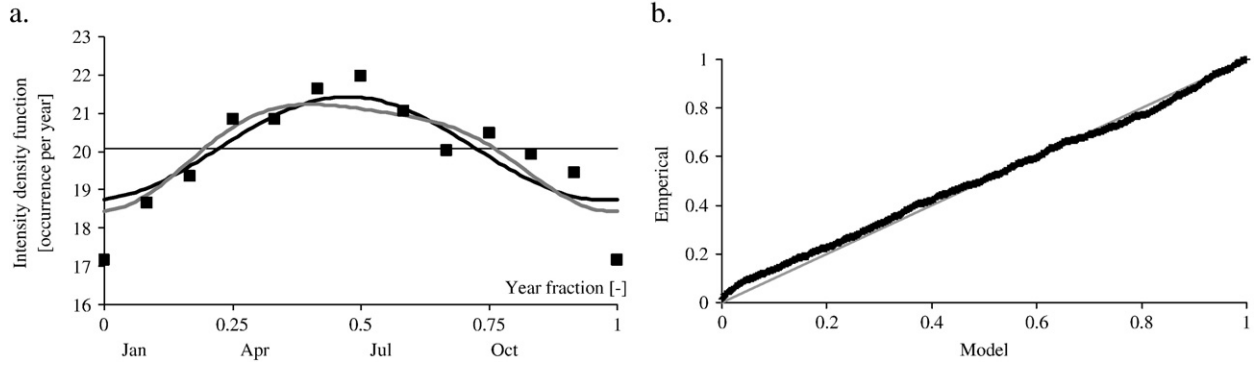 a.
Intensity density function
[occurrence per year]
23
22
21
20
19
18
17
16
Year fraction [-]
0 0.25 0.5 0.75 1
Jan Apr Jul Oct
b.
Emperical
1
0.8
0.6
0.4
0.2
0
0 0.2 0.4 0.6 0.8 1
Model